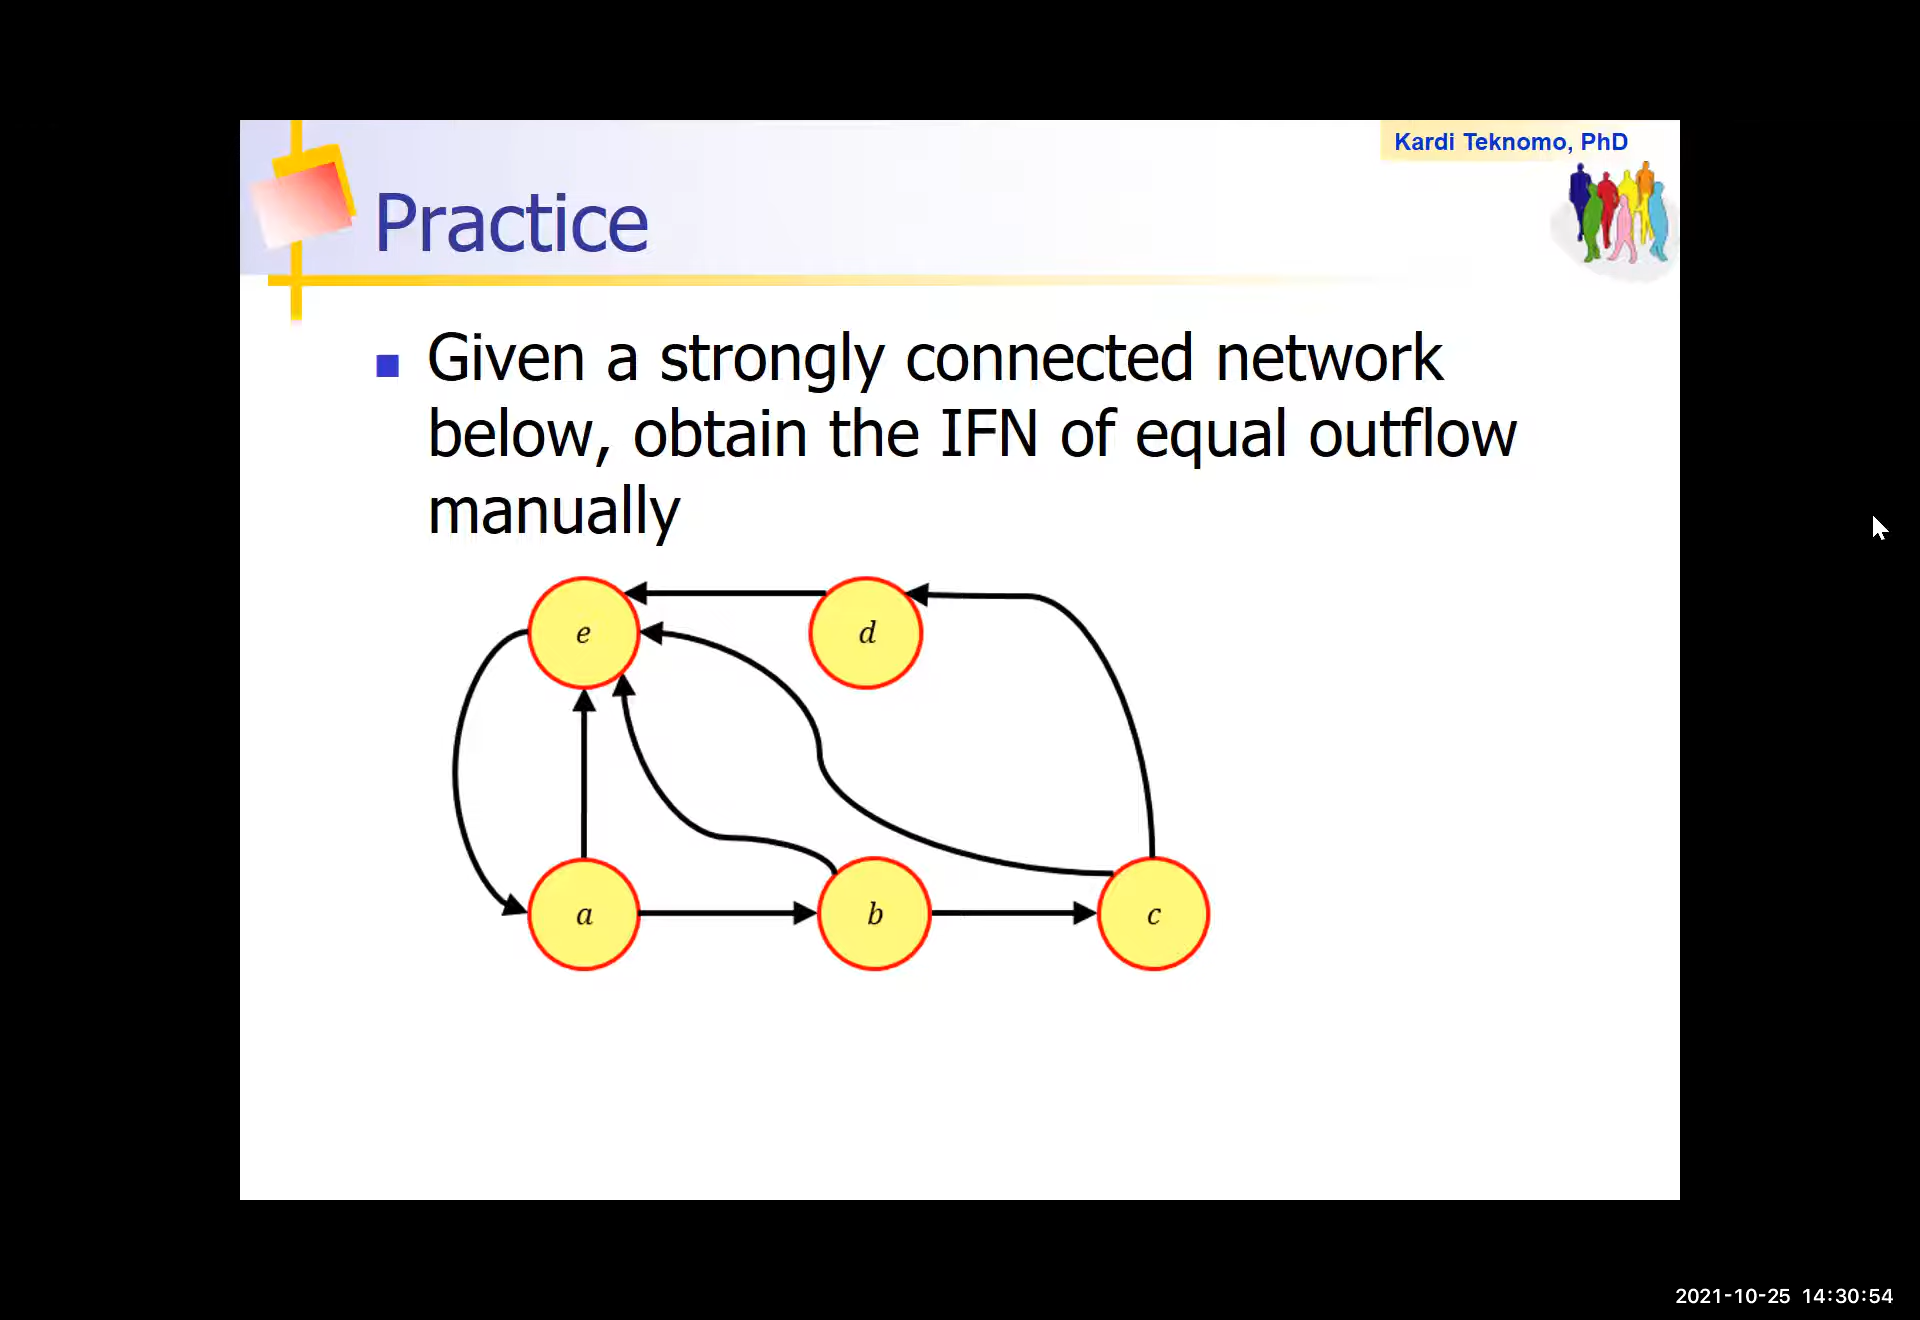 Kardi Teknomo, PhD
Practice
Given a strongly connected network
below, obtain the IFN of equal outflow
manually
e
d
a
b
c
2021-10-25 14:30:54